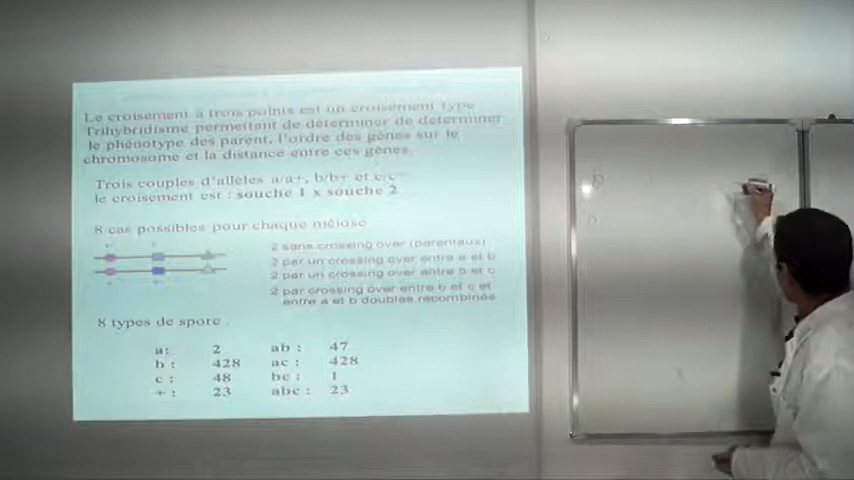 Le croisement à trois points est un croisement type
Trihybridisme permettant de déterminer de déterminer
le phénotype des parent, l'ordre des gènes sur le
chromosome et la distance entre ces gènes.
Trois couples d'allèles a/a+, b/b+ et c/c+
le croisement est : souche 1 x souche 2
8 cas possibles pour chaque méiose
2 sans crossing over (parentaux)
2 par un crossing over entre a et b
2 par un crossing over entre b et c
2 par crossing over entre b et c et
entre a et b doubles recombinés
8 types de spore
a: 2 ab : 47
b : 428 ac : 428
c : 48 bc : 1
+ : 23 abc : 23
b